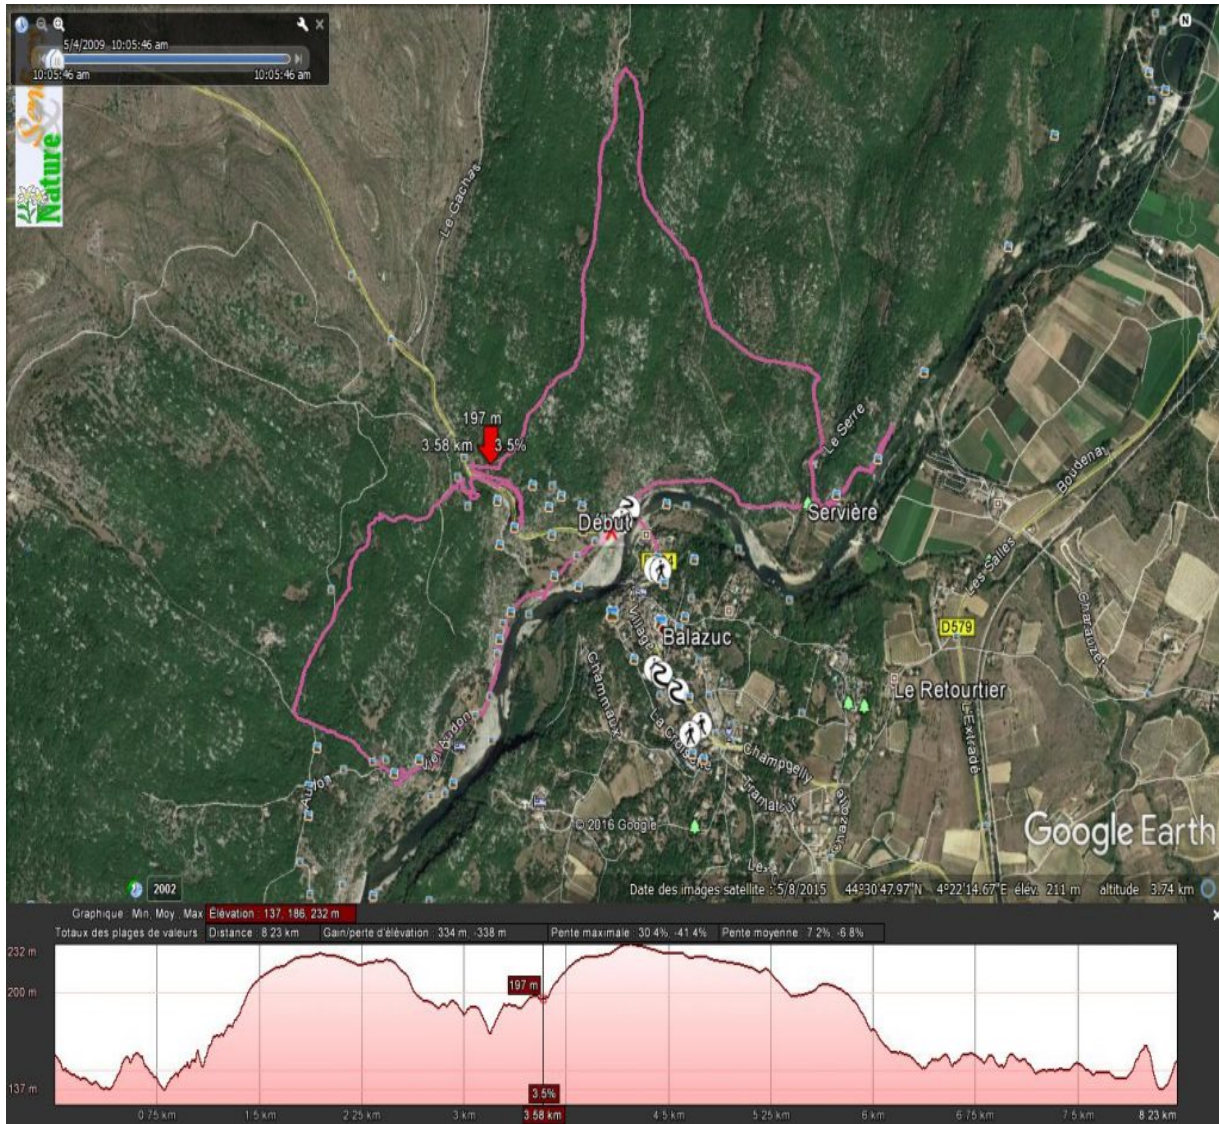 5/4/2009 10:05:46 am
10:05:46 am 10:05:46 am
Nature
N
Le Gachas
197 m
3.58 km 3.5%
Le Serre
Boudena
Début
Servière
Les Salles
Charauzet
D579
Village
Balazuc
Chammaux
Le Retourtier
L'Extradé
La Croisette
Champgelly
© 2016 Google
Google Earth
2002
Date des images satellite : 5/8/2015 44°30'47.97"N 4°22'14.67"E élév. 211 m altitude 3.74 km
Graphique : Min, Moy., Max Élévation : 137, 186, 232 m
Totaux des plages de valeurs : Distance : 8.23 km Gain/perte d'élévation : 334 m, -338 m Pente maximale : 30.4%, -41.4% Pente moyenne : 7.2%, -6.8%
232 m
200 m
197 m
137 m
3.5%
0.75 km 1.5 km 2.25 km 3 km 3.58 km 4.5 km 5.25 km 6 km 6.75 km 7.5 km 8.23 km